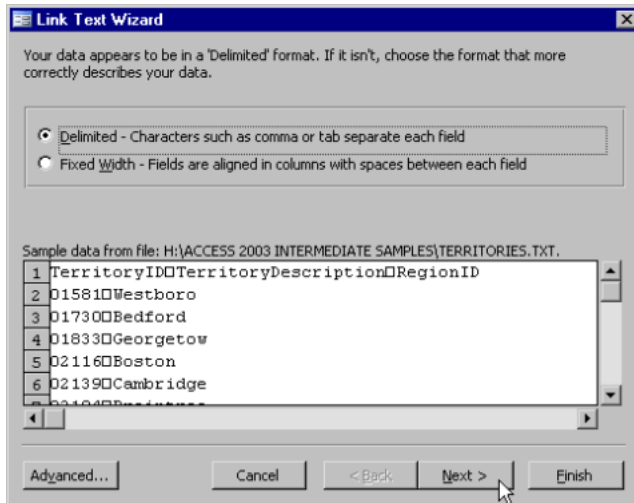 Link Text Wizard
Your data appears to be in a 'Delimited' format. If it isn't, choose the format that more
correctly describes your data.
Delimited - Characters such as comma or tab separate each field
Fixed Width - Fields are aligned in columns with spaces between each field
Sample data from file: H:\ACCESS 2003 INTERMEDIATE SAMPLES\TERRITORIES.TXT.
1 TerritoryID□TerritoryDescription□RegionID
2 01581□Westboro
3 01730□Bedford
4 01833□Georgetow
5 02116□Boston
6 02139□Cambridge
Advanced... Cancel < Back Next > Finish